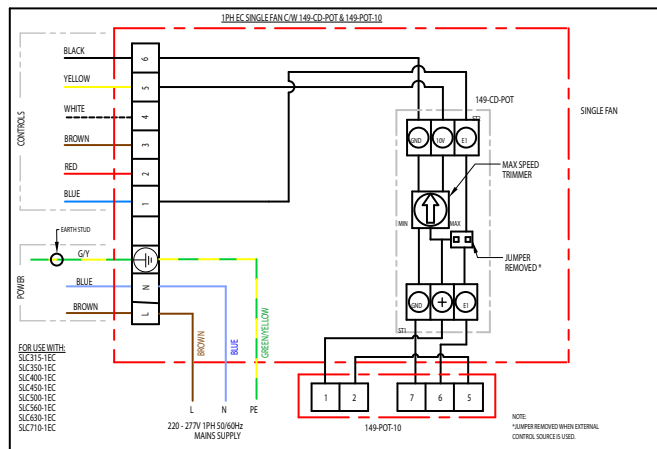 1PH EC SINGLE FAN C/W 149-CD-POT & 149-POT-10
CONTROLS
BLACK
6
YELLOW
5
WHITE
4
BROWN
3
RED
2
BLUE
1
149-CD-POT
ST2
GND
10V
E1
SINGLE FAN
MAX SPEED
TRIMMER
MIN
MAX
JUMPER
REMOVED *
GND
+
E1
ST1
POWER
EARTH STUD
G/Y
BLUE
N
BROWN
L
BROWN
BLUE
GREEN/YELLOW
FOR USE WITH:
SLC315-1EC
SLC350-1EC
SLC400-1EC
SLC450-1EC
SLC500-1EC
SLC560-1EC
SLC630-1EC
SLC710-1EC
L
N
PE
220 - 277V 1PH 50/60Hz
MAINS SUPPLY
1
2
7
6
5
149-POT-10
NOTE:
*JUMPER REMOVED WHEN EXTERNAL
CONTROL SOURCE IS USED.